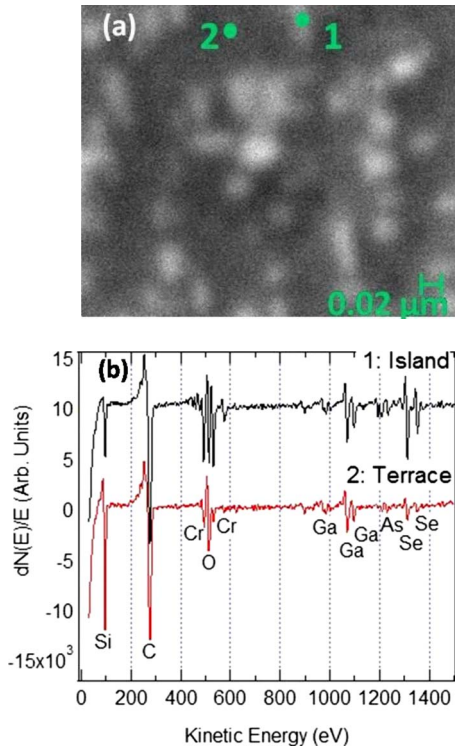 (a)
2 1
0.02 µm
(b)
1: Island
2: Terrace
15
10
5
0
-5
-10
-15x10³
dN(E)/E (Arb. Units)
Cr Cr
O
Ga
Ga
Ga
As
Se
Se
Si
C
0 200 400 600 800 1000 1200 1400
Kinetic Energy (eV)